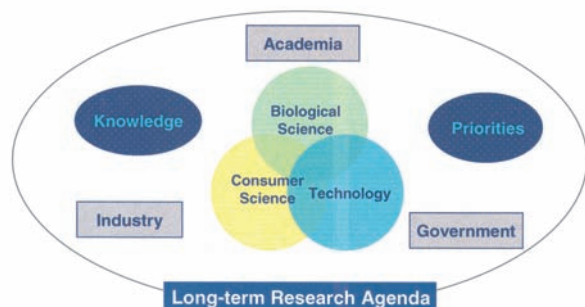 Academia
Knowledge
Biological
Science
Priorities
Consumer
Science
Technology
Industry
Government
Long-term Research Agenda